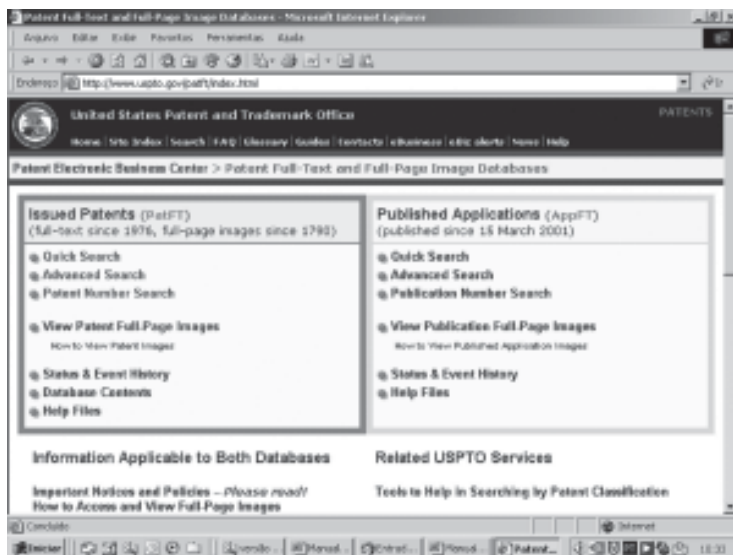 Patent Full-Text and Full-Page Image Databases - Microsoft Internet Explorer
Arquivo Editar Exibir Favoritos Ferramentas Ajuda
Endereço http://www.uspto.gov/patft/index.html
United States Patent and Trademark Office
PATENTS
Home Site Index Search FAQ Glossary Guides Contacts eBusiness eBiz alerts News Help
Patent Electronic Business Center > Patent Full-Text and Full-Page Image Databases
Issued Patents (PatFT)
(full-text since 1976, full-page images since 1790)
Quick Search
Advanced Search
Patent Number Search
View Patent Full-Page Images
How to View Patent Images
Status & Event History
Database Contents
Help Files
Published Applications (AppFT)
(published since 15 March 2001)
Quick Search
Advanced Search
Publication Number Search
View Publication Full-Page Images
How to View Published Application Images
Status & Event History
Help Files
Information Applicable to Both Databases
Important Notices and Policies – Please read!
How to Access and View Full-Page Images
Related USPTO Services
Tools to Help in Searching by Patent Classification
Concluído
Internet
Iniciar
Patent...